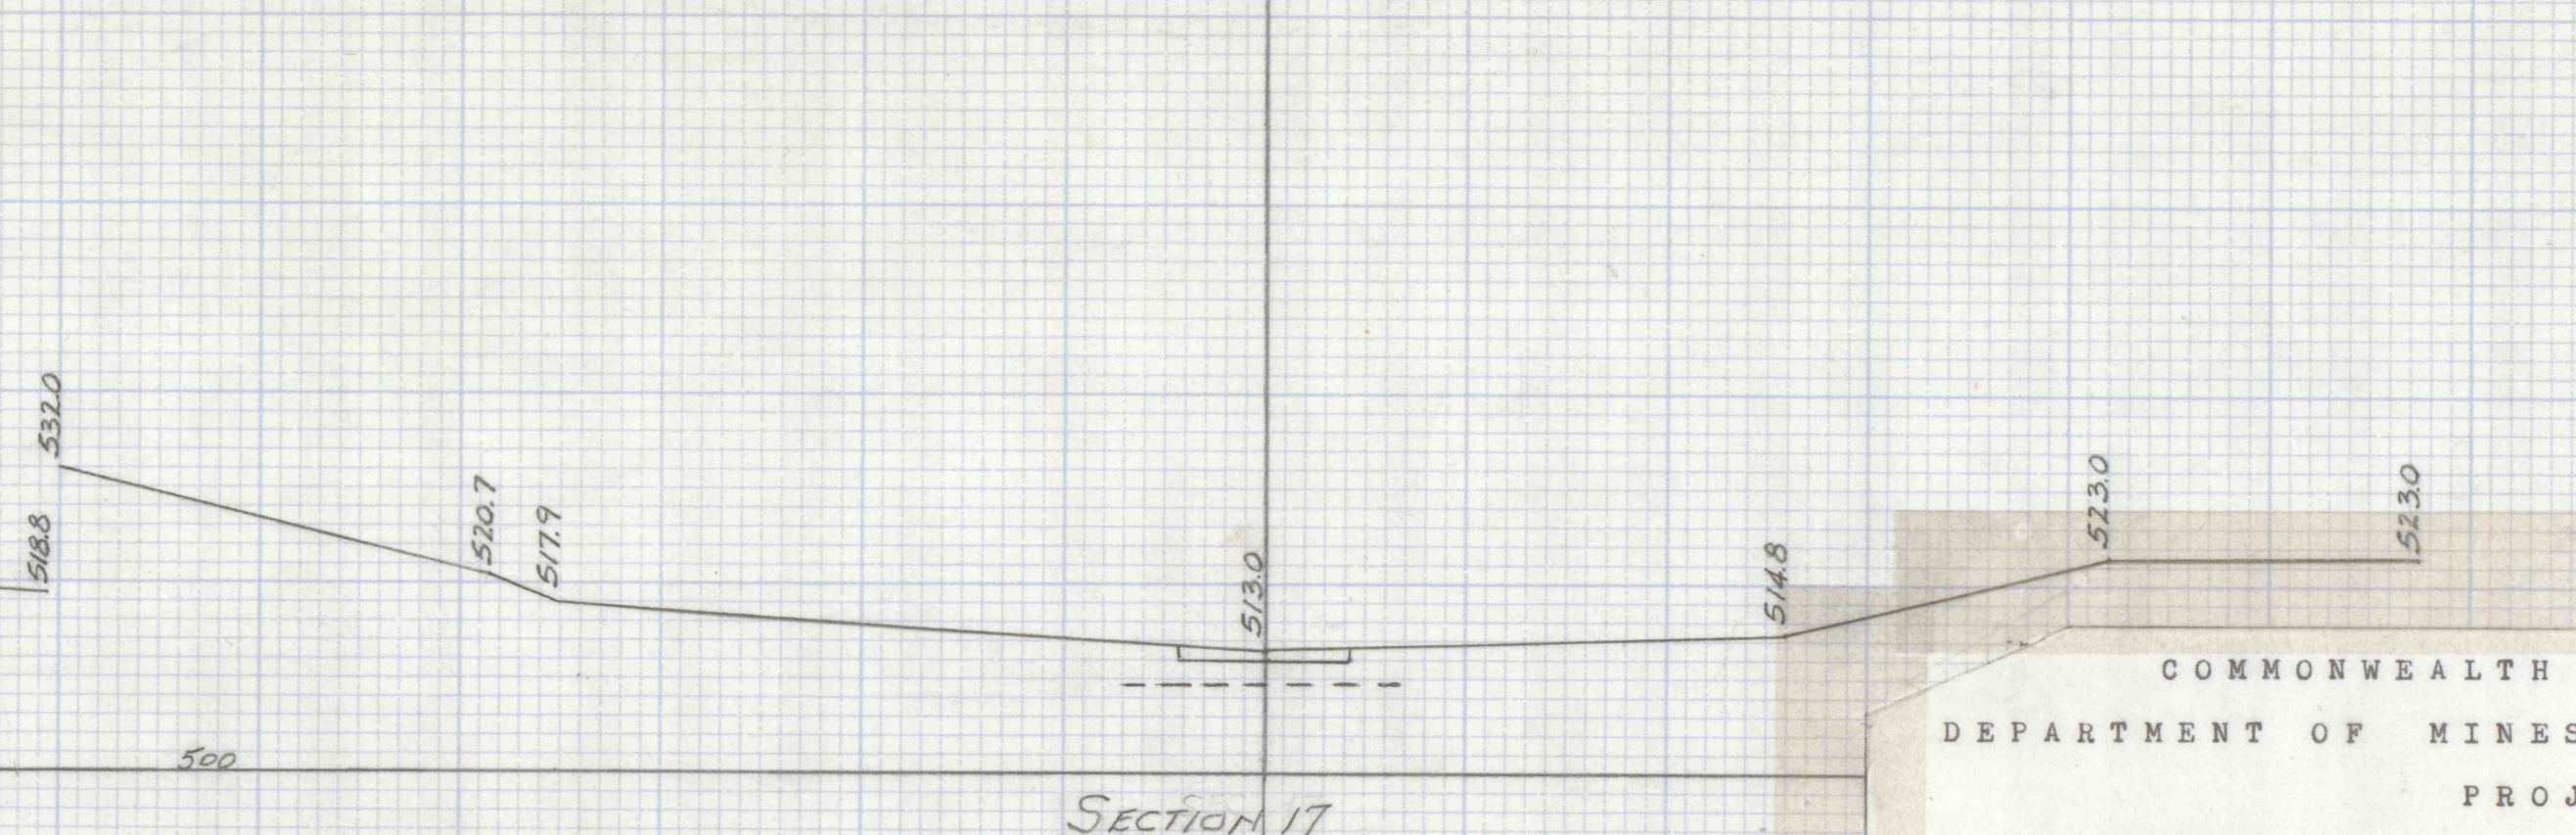 532.0
518.8
520.7
517.9
513.0
514.8
523.0
523.0
500
SECTION 17
COMMONWEALTH
DEPARTMENT OF MINES
PROJ